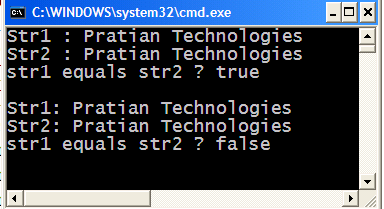 C:\WINDOWS\system32\cmd.exe
Str1 : Pratian Technologies
Str2 : Pratian Technologies
str1 equals str2 ? true
Str1: Pratian Technologies
Str2: Pratian Technologies
str1 equals str2 ? false